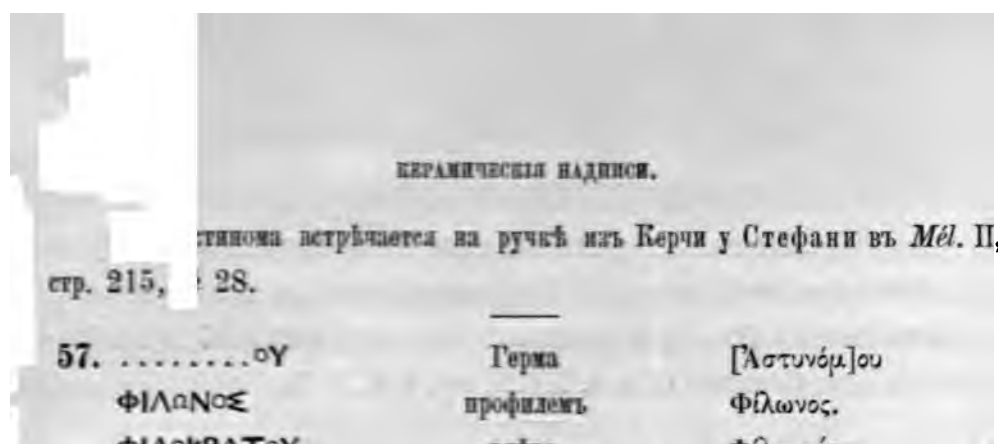 КЕРАМИЧЕСКІЯ НАДПИСИ.
встрѣчается на ручкѣ изъ Керчи у Стефани въ Mél. II,
стр. 215, 28.
57. ........οΥ Герма [Ἀστυνόμ]ου
ΦΙΛΩΝΟΣ профилемъ Φίλωνος.